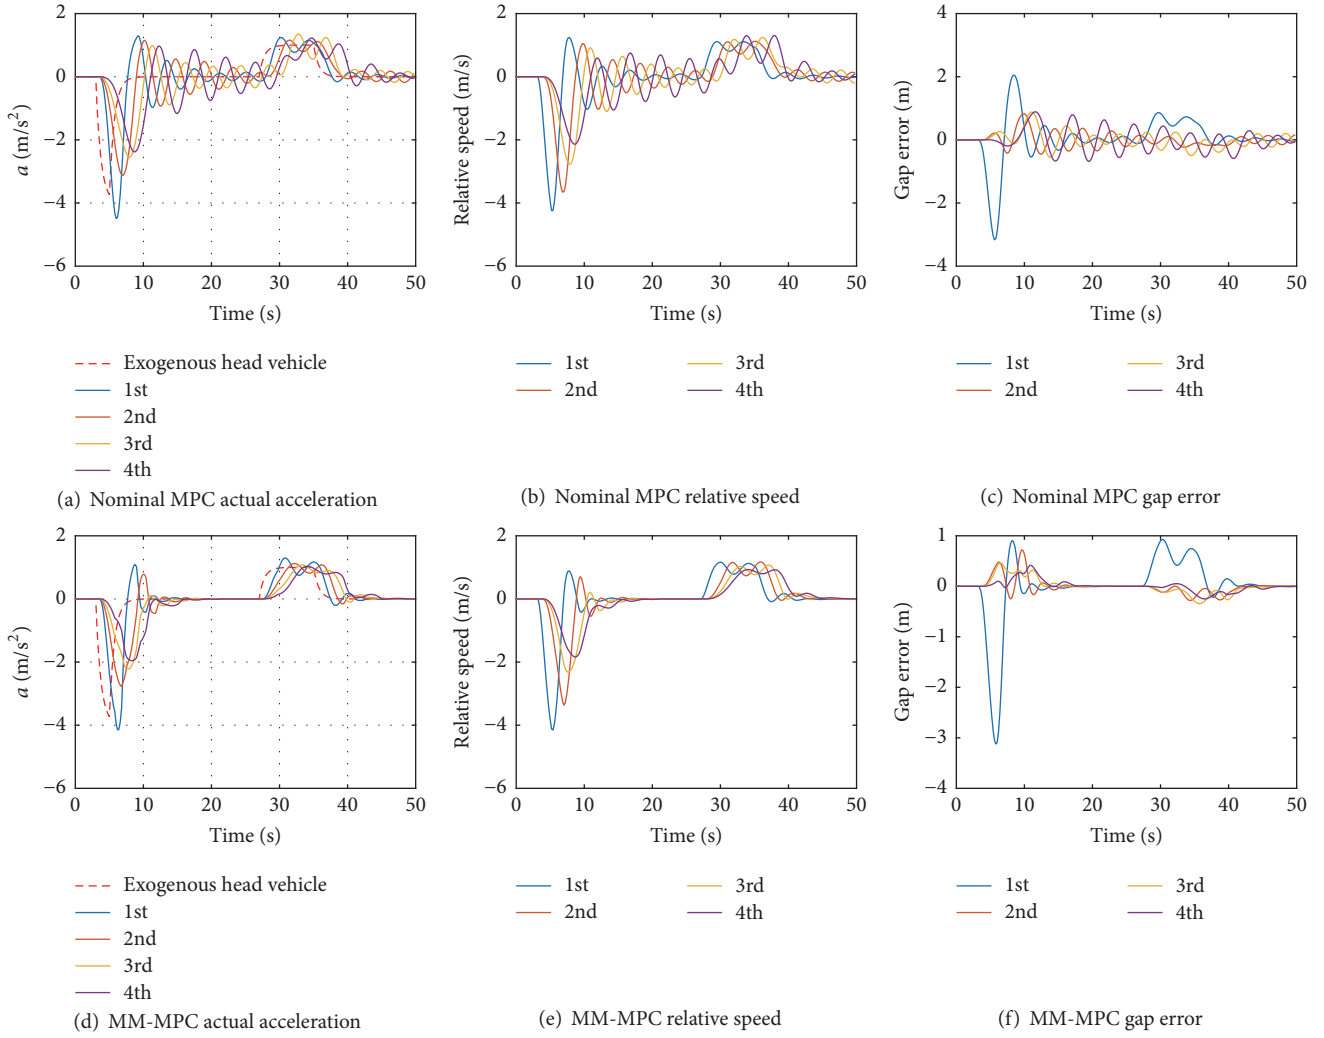 2
0
−2
−4
−6
a (m/s²)
0 10 20 30 40 50
Time (s)
Exogenous head vehicle
1st
2nd
3rd
4th
(a) Nominal MPC actual acceleration
2
0
−2
−4
−6
Relative speed (m/s)
0 10 20 30 40 50
Time (s)
1st 3rd
2nd 4th
(b) Nominal MPC relative speed
4
2
0
−2
−4
Gap error (m)
0 10 20 30 40 50
Time (s)
1st 3rd
2nd 4th
(c) Nominal MPC gap error
2
0
−2
−4
−6
a (m/s²)
0 10 20 30 40 50
Time (s)
Exogenous head vehicle
1st
2nd
3rd
4th
(d) MM-MPC actual acceleration
2
0
−2
−4
−6
Relative speed (m/s)
0 10 20 30 40 50
Time (s)
1st 3rd
2nd 4th
(e) MM-MPC relative speed
1
0
−1
−2
−3
−4
Gap error (m)
0 10 20 30 40 50
Time (s)
1st 3rd
2nd 4th
(f) MM-MPC gap error